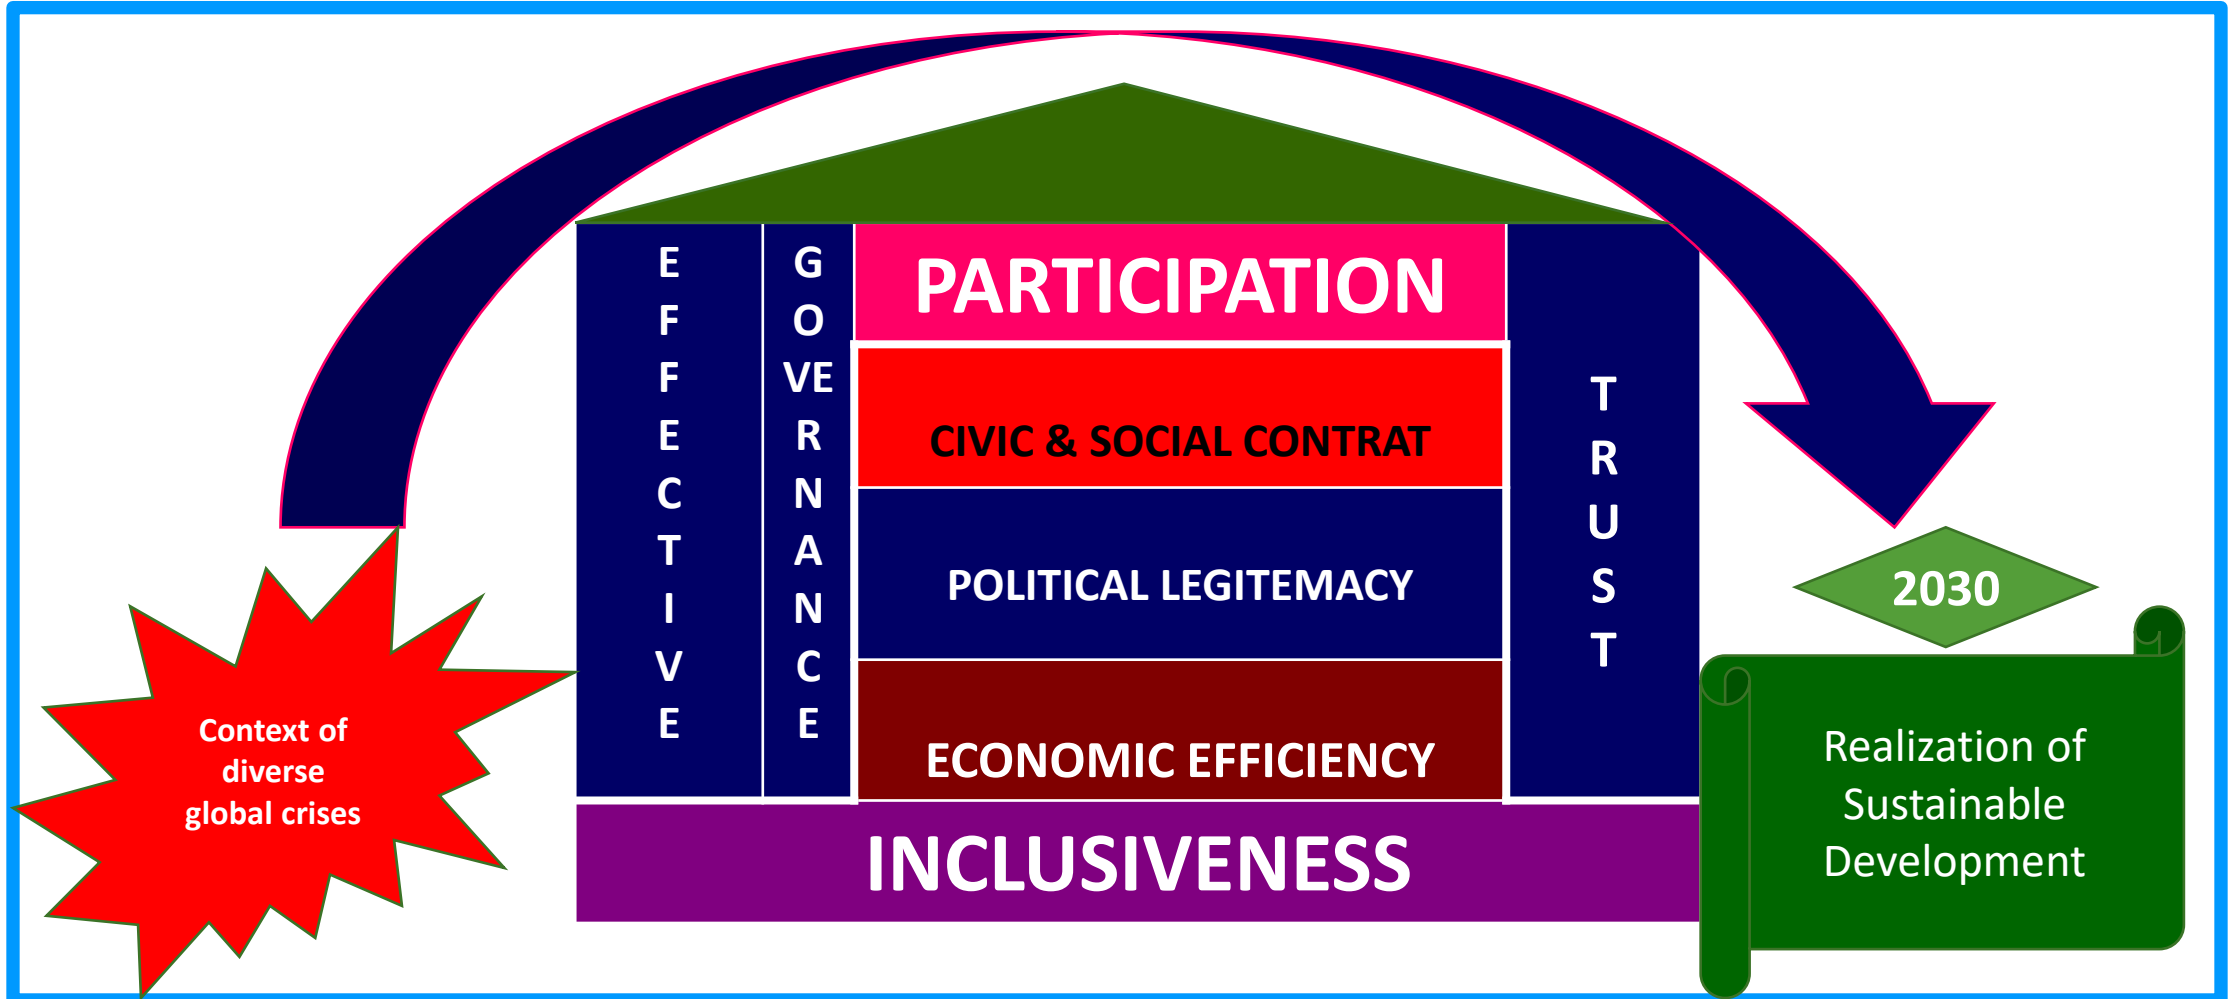 EFFECTIVE
GOVERNANCE
PARTICIPATION
CIVIC & SOCIAL CONTRAT
POLITICAL LEGITEMACY
ECONOMIC EFFICIENCY
TRUST
INCLUSIVENESS
Context of
diverse
global crises
2030
Realization of
Sustainable
Development